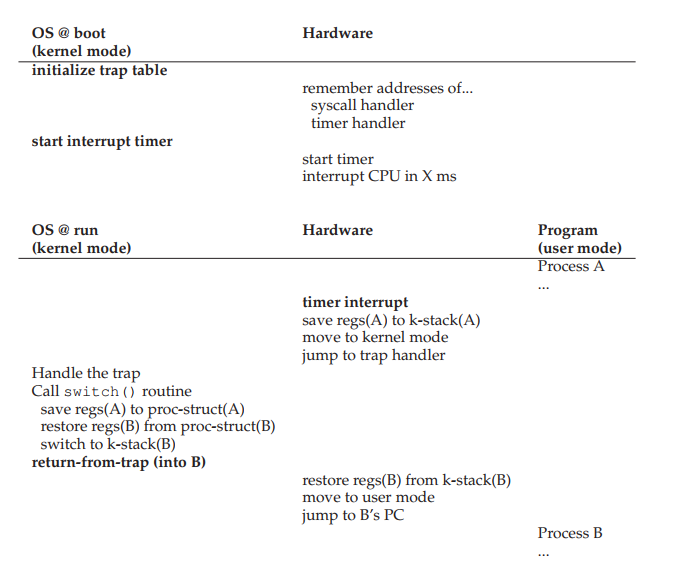 OS @ boot Hardware
(kernel mode)
initialize trap table
remember addresses of...
syscall handler
timer handler
start interrupt timer
start timer
interrupt CPU in X ms
OS @ run Hardware Program
(kernel mode) (user mode)
Process A
...
timer interrupt
save regs(A) to k-stack(A)
move to kernel mode
jump to trap handler
Handle the trap
Call switch() routine
save regs(A) to proc-struct(A)
restore regs(B) from proc-struct(B)
switch to k-stack(B)
return-from-trap (into B)
restore regs(B) from k-stack(B)
move to user mode
jump to B's PC
Process B
...